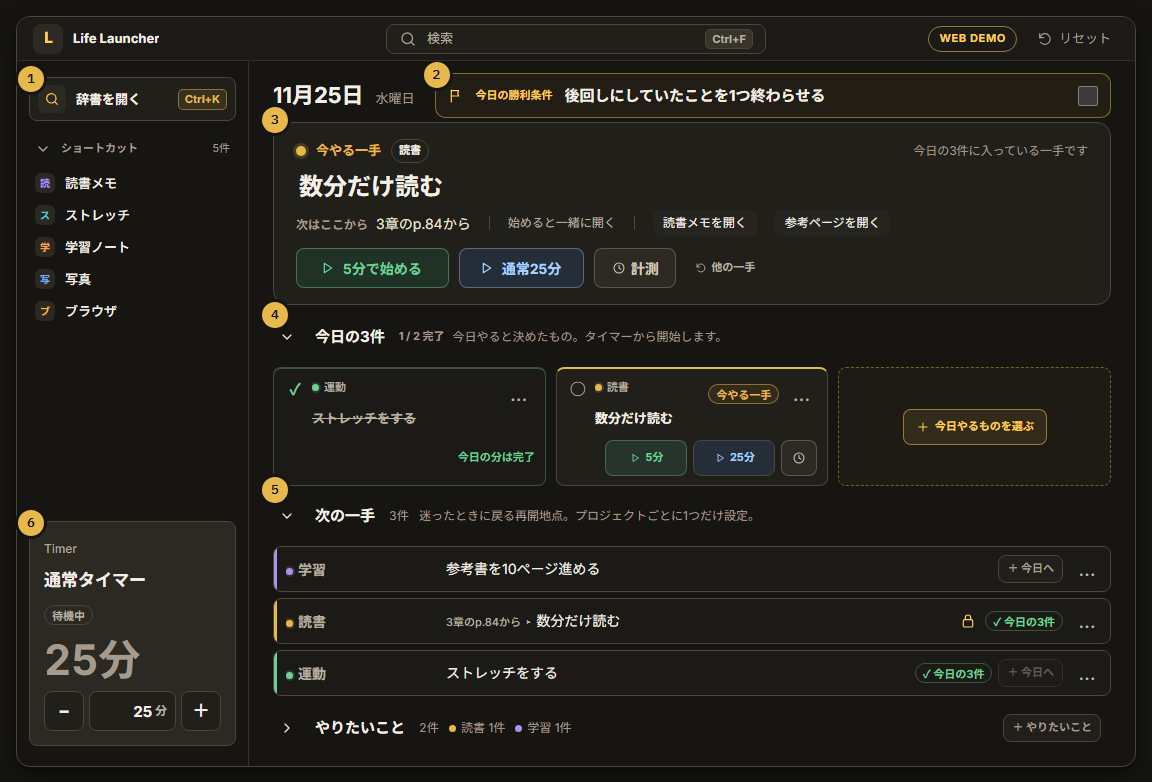 L Life Launcher
検索 Ctrl+F
WEB DEMO
リセット
1
辞書を開く Ctrl+K
ショートカット 5件
読 読書メモ
ス ストレッチ
学 学習ノート
写 写真
ブ ブラウザ
6
Timer
通常タイマー
待機中
25分
− 25 分 +
11月25日 水曜日
2
今日の勝利条件 後回しにしていたことを1つ終わらせる
3
今やる一手 読書
今日の3件に入っている一手です
数分だけ読む
次はここから 3章のp.84から 始めると一緒に開く 読書メモを開く 参考ページを開く
5分で始める 通常25分 計測 他の一手
4
今日の3件 1 / 2 完了 今日やると決めたもの。タイマーから開始します。
✓ 運動 ...
ストレッチをする
今日の分は完了
読書 今やる一手 ...
数分だけ読む
5分 25分
+ 今日やるものを選ぶ
5
次の一手 3件 迷ったときに戻る再開地点。プロジェクトごとに1つだけ設定。
学習 参考書を10ページ進める + 今日へ ...
読書 3章のp.84から ▸ 数分だけ読む ✓今日の3件 ...
運動 ストレッチをする ✓今日の3件 + 今日へ ...
やりたいこと 2件 読書 1件 学習 1件 + やりたいこと